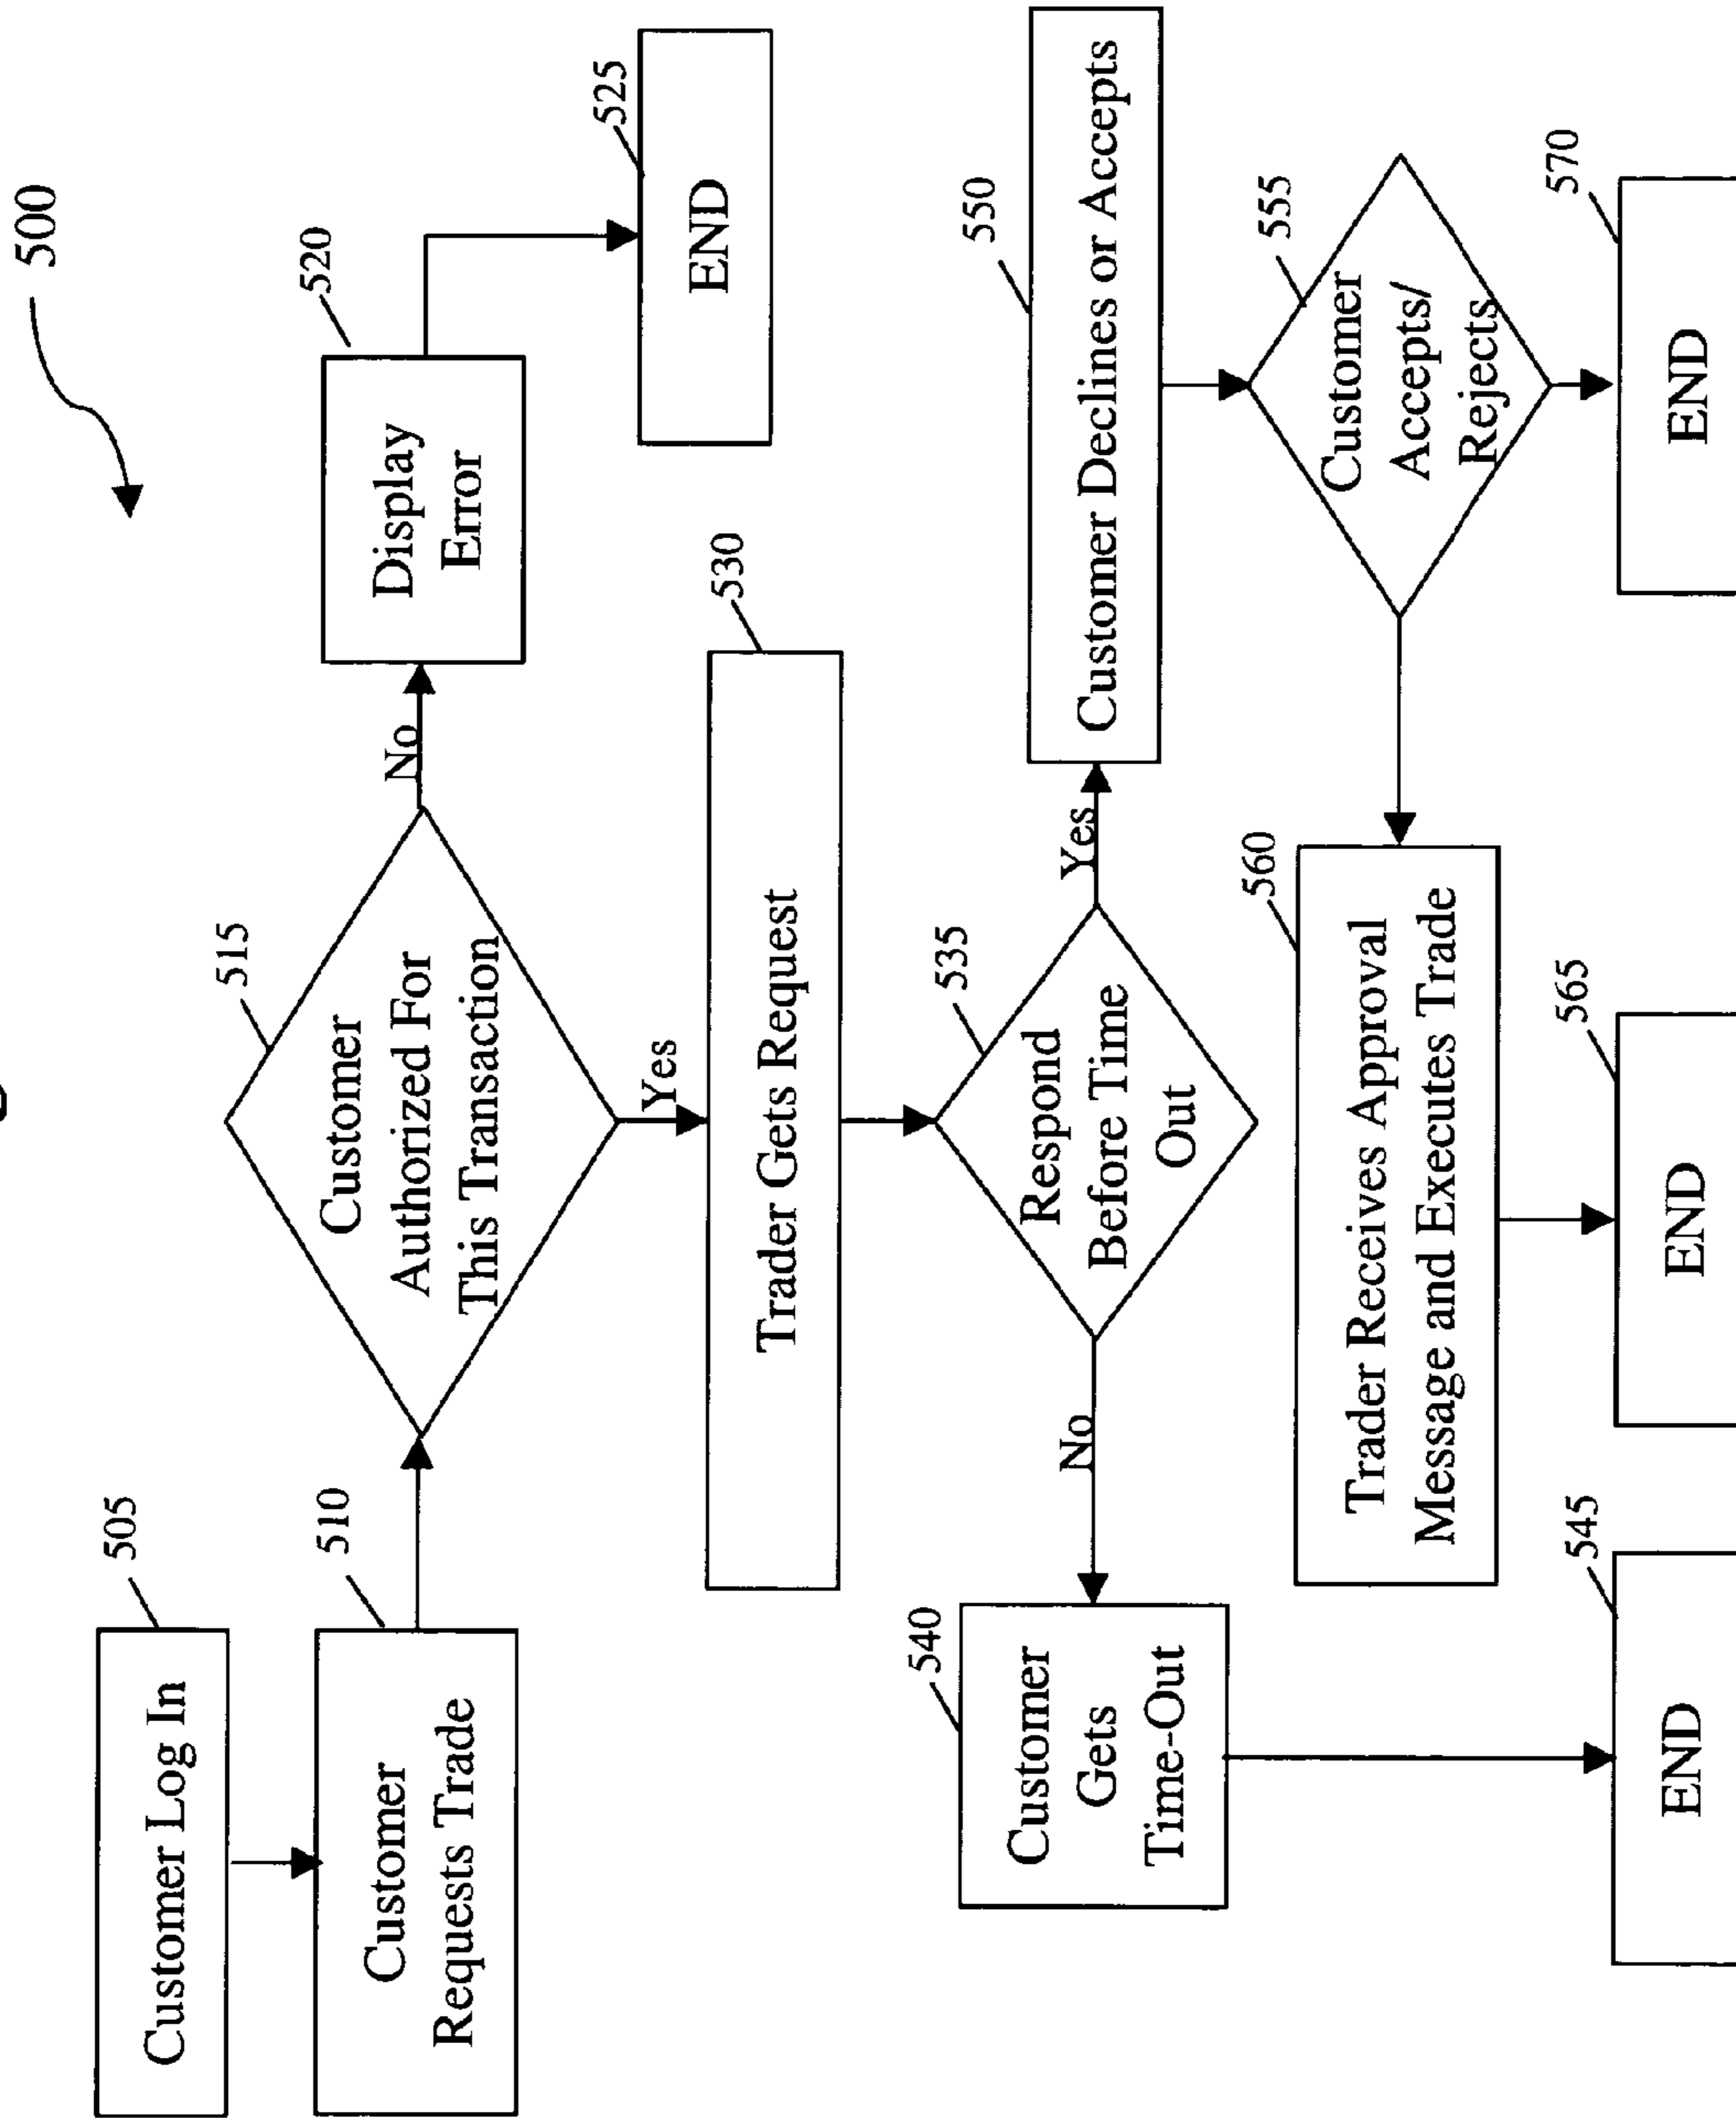 500
505
Customer Log In
510
Customer
Requests Trade
515
Customer
Authorized For
This Transaction
No
520
Display
Error
525
END
Yes
530
Trader Gets Request
535
Respond
Before Time
Out
No
540
Customer
Gets
Time-Out
545
END
Yes
550
Customer Declines or Accepts
555
Customer
Accepts/
Rejects
560
Trader Receives Approval
Message and Executes Trade
565
END
570
END